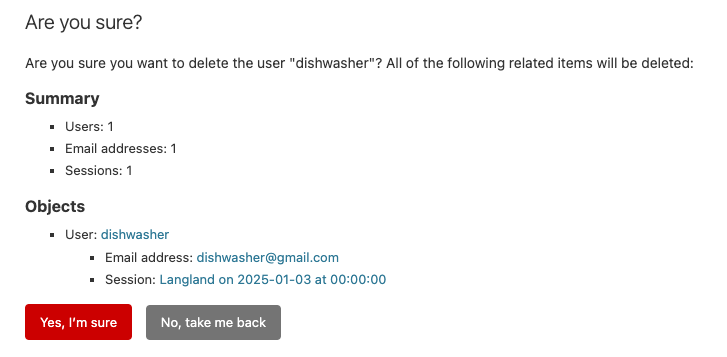 Are you sure?
Are you sure you want to delete the user "dishwasher"? All of the following related items will be deleted:
Summary
Users: 1
Email addresses: 1
Sessions: 1
Objects
User: dishwasher
Email address: dishwasher@gmail.com
Session: Langland on 2025-01-03 at 00:00:00
Yes, I’m sure No, take me back